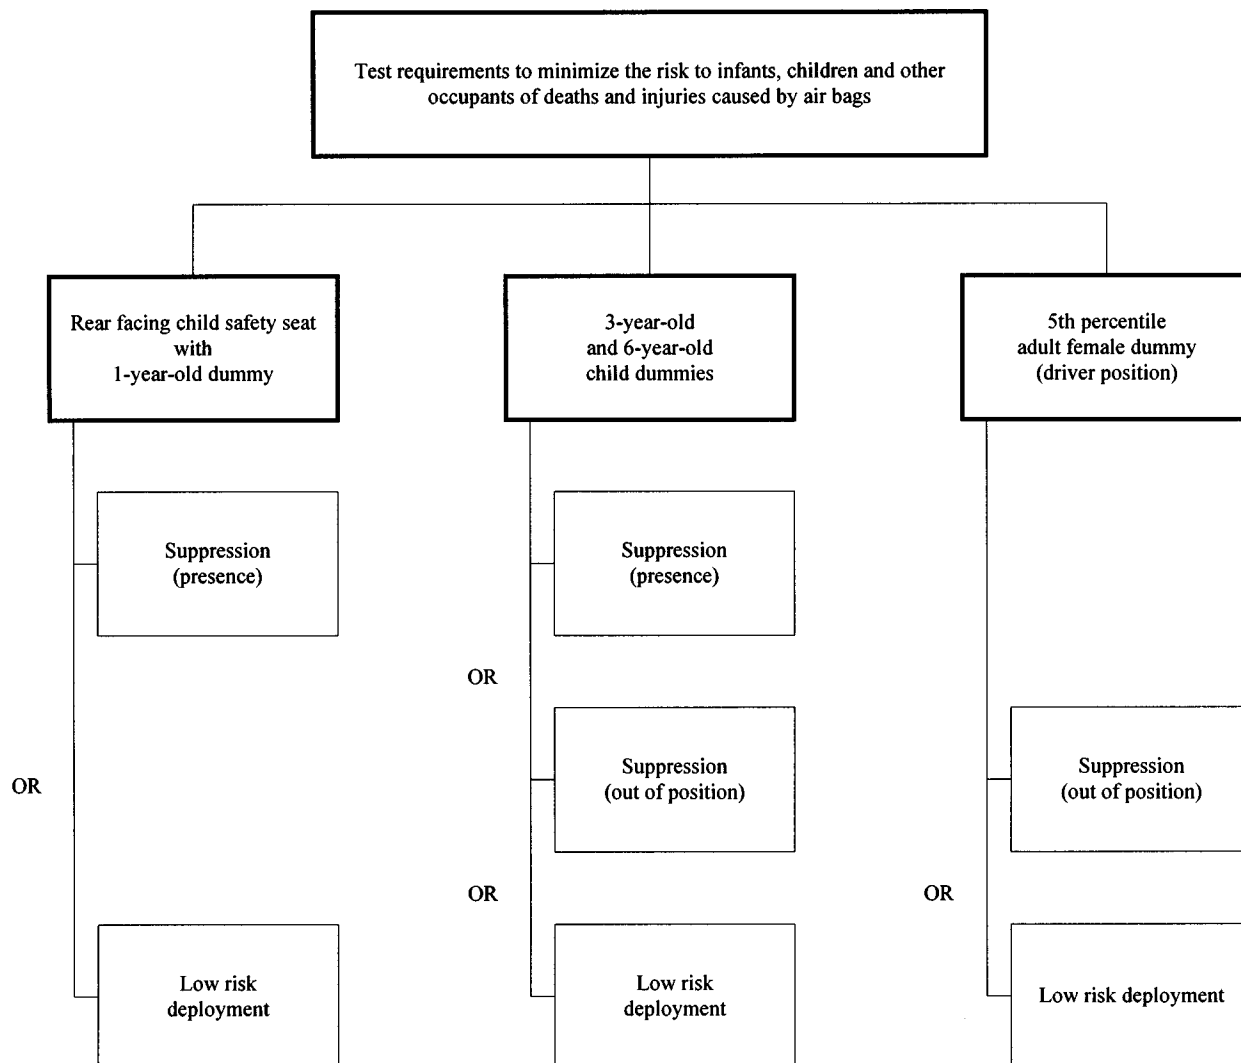 Test requirements to minimize the risk to infants, children and other
occupants of deaths and injuries caused by air bags
Rear facing child safety seat
with
1-year-old dummy
3-year-old
and 6-year-old
child dummies
5th percentile
adult female dummy
(driver position)
Suppression
(presence)
Suppression
(presence)
OR
Suppression
(out of position)
Suppression
(out of position)
OR
OR
OR
Low risk
deployment
Low risk
deployment
Low risk deployment